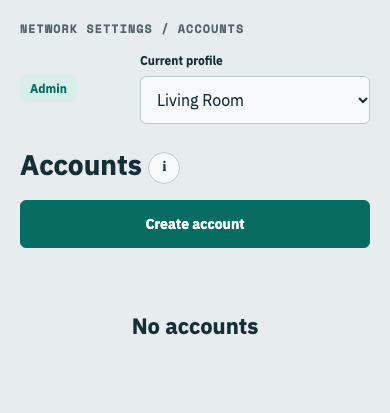 NETWORK SETTINGS / ACCOUNTS
Current profile
Admin
Living Room
Accounts i
Create account
No accounts